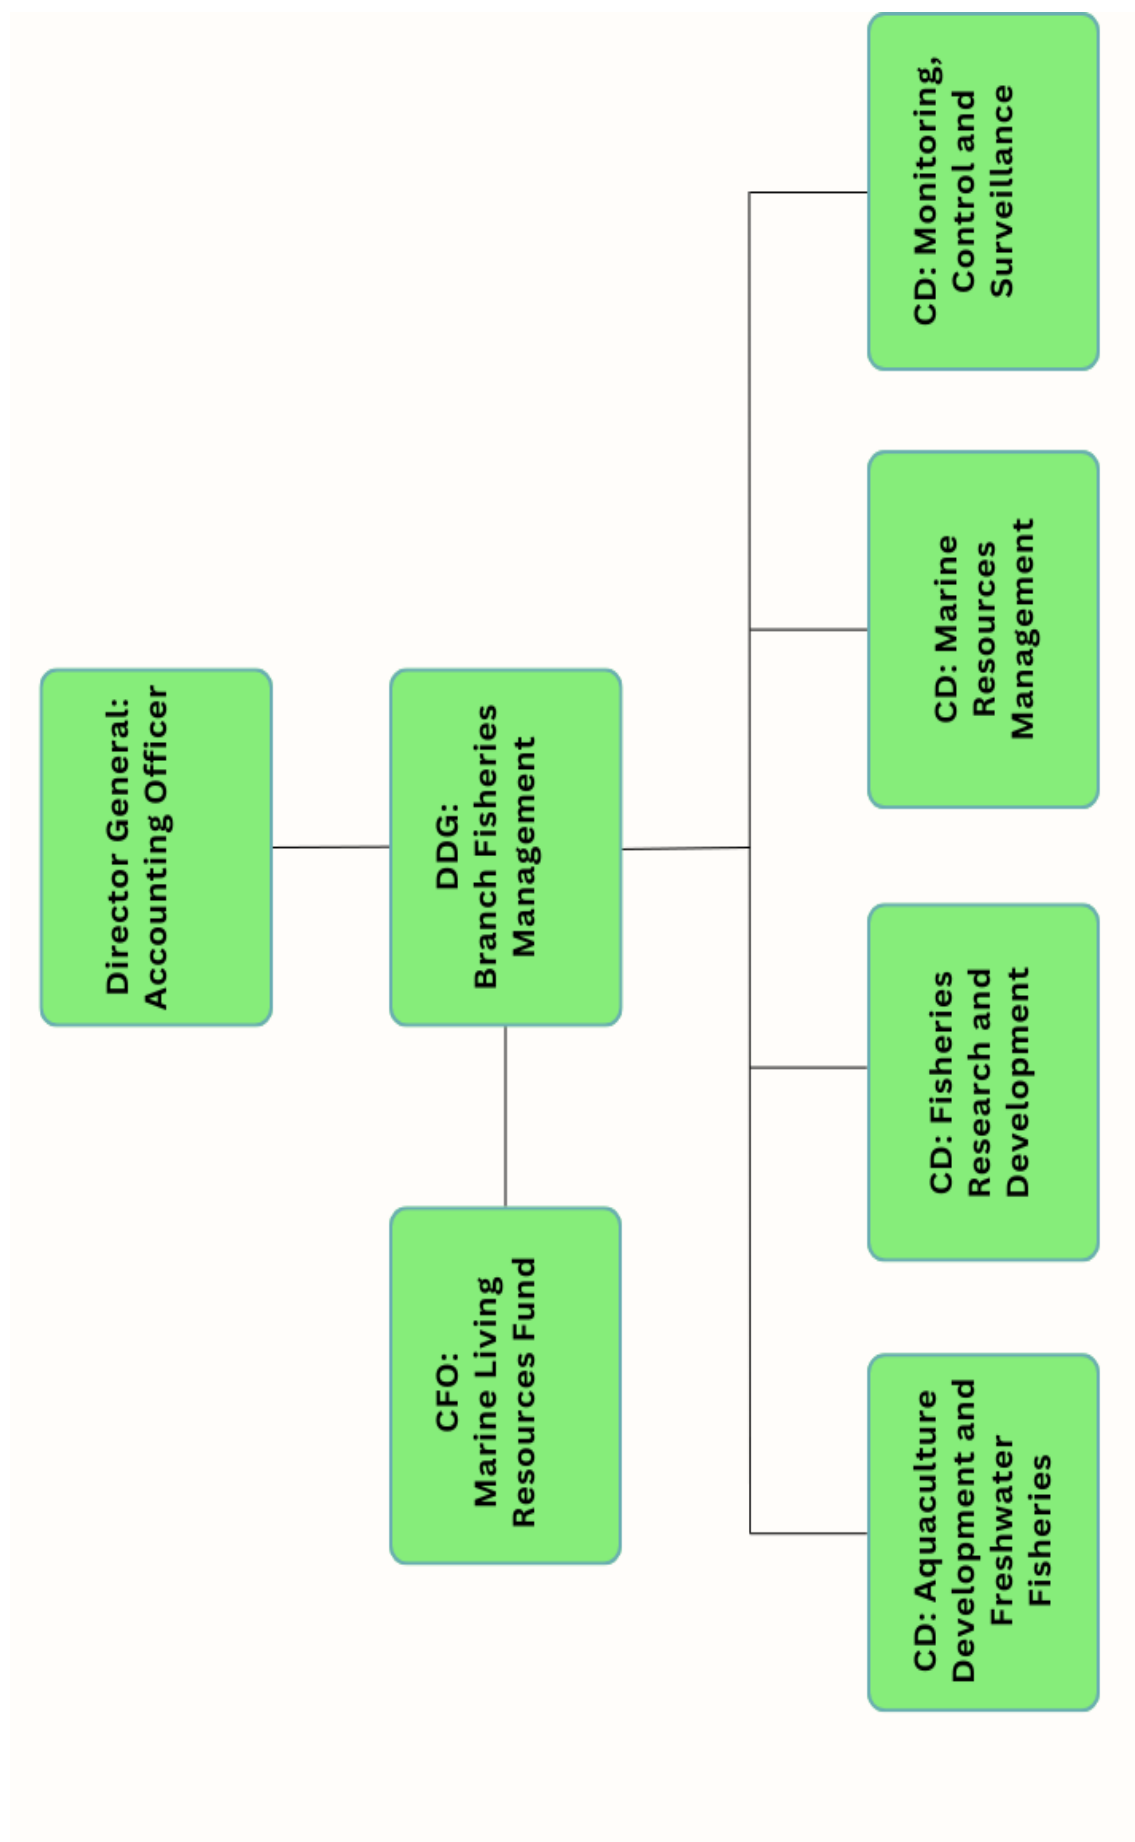 Director General:
Accounting Officer
CFO:
Marine Living
Resources Fund
DDG:
Branch Fisheries
Management
CD: Aquaculture
Development and
Freshwater
Fisheries
CD: Fisheries
Research and
Development
CD: Marine
Resources
Management
CD: Monitoring,
Control and
Surveillance